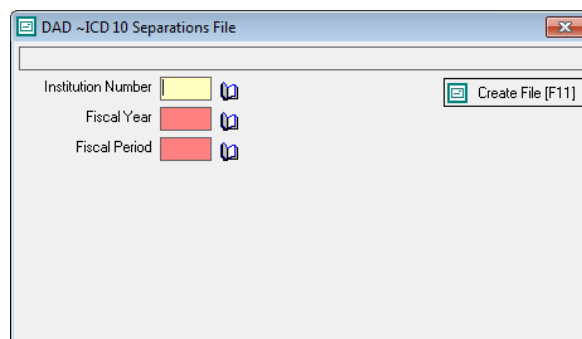 DAD ~ICD 10 Separations File
Institution Number
Create File [F11]
Fiscal Year
Fiscal Period